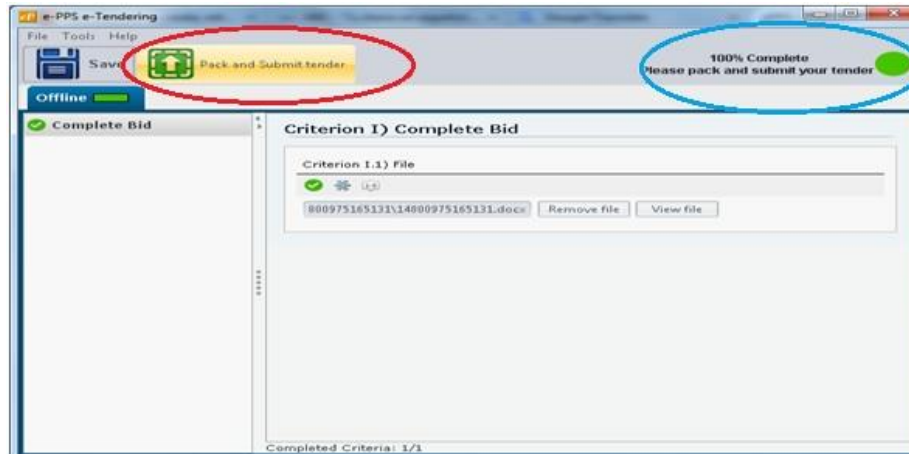 e-PPS e-Tendering
File Tools Help
Save
Pack and Submit tender
100% Complete
Please pack and submit your tender
Offline
Complete Bid
Criterion I) Complete Bid
Criterion I.1) File
800975165131\14800975165131.docx Remove file View file
Completed Criteria: 1/1